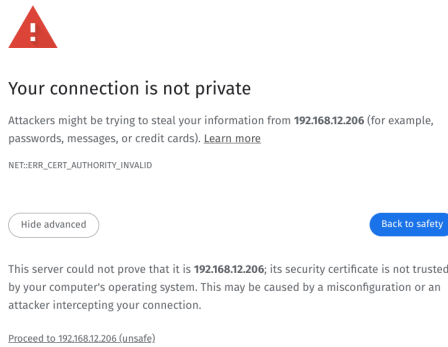 Your connection is not private
Attackers might be trying to steal your information from 192.168.12.206 (for example,
passwords, messages, or credit cards). Learn more
NET::ERR_CERT_AUTHORITY_INVALID
Hide advanced
Back to safety
This server could not prove that it is 192.168.12.206; its security certificate is not trusted
by your computer's operating system. This may be caused by a misconfiguration or an
attacker intercepting your connection.
Proceed to 192.168.12.206 (unsafe)